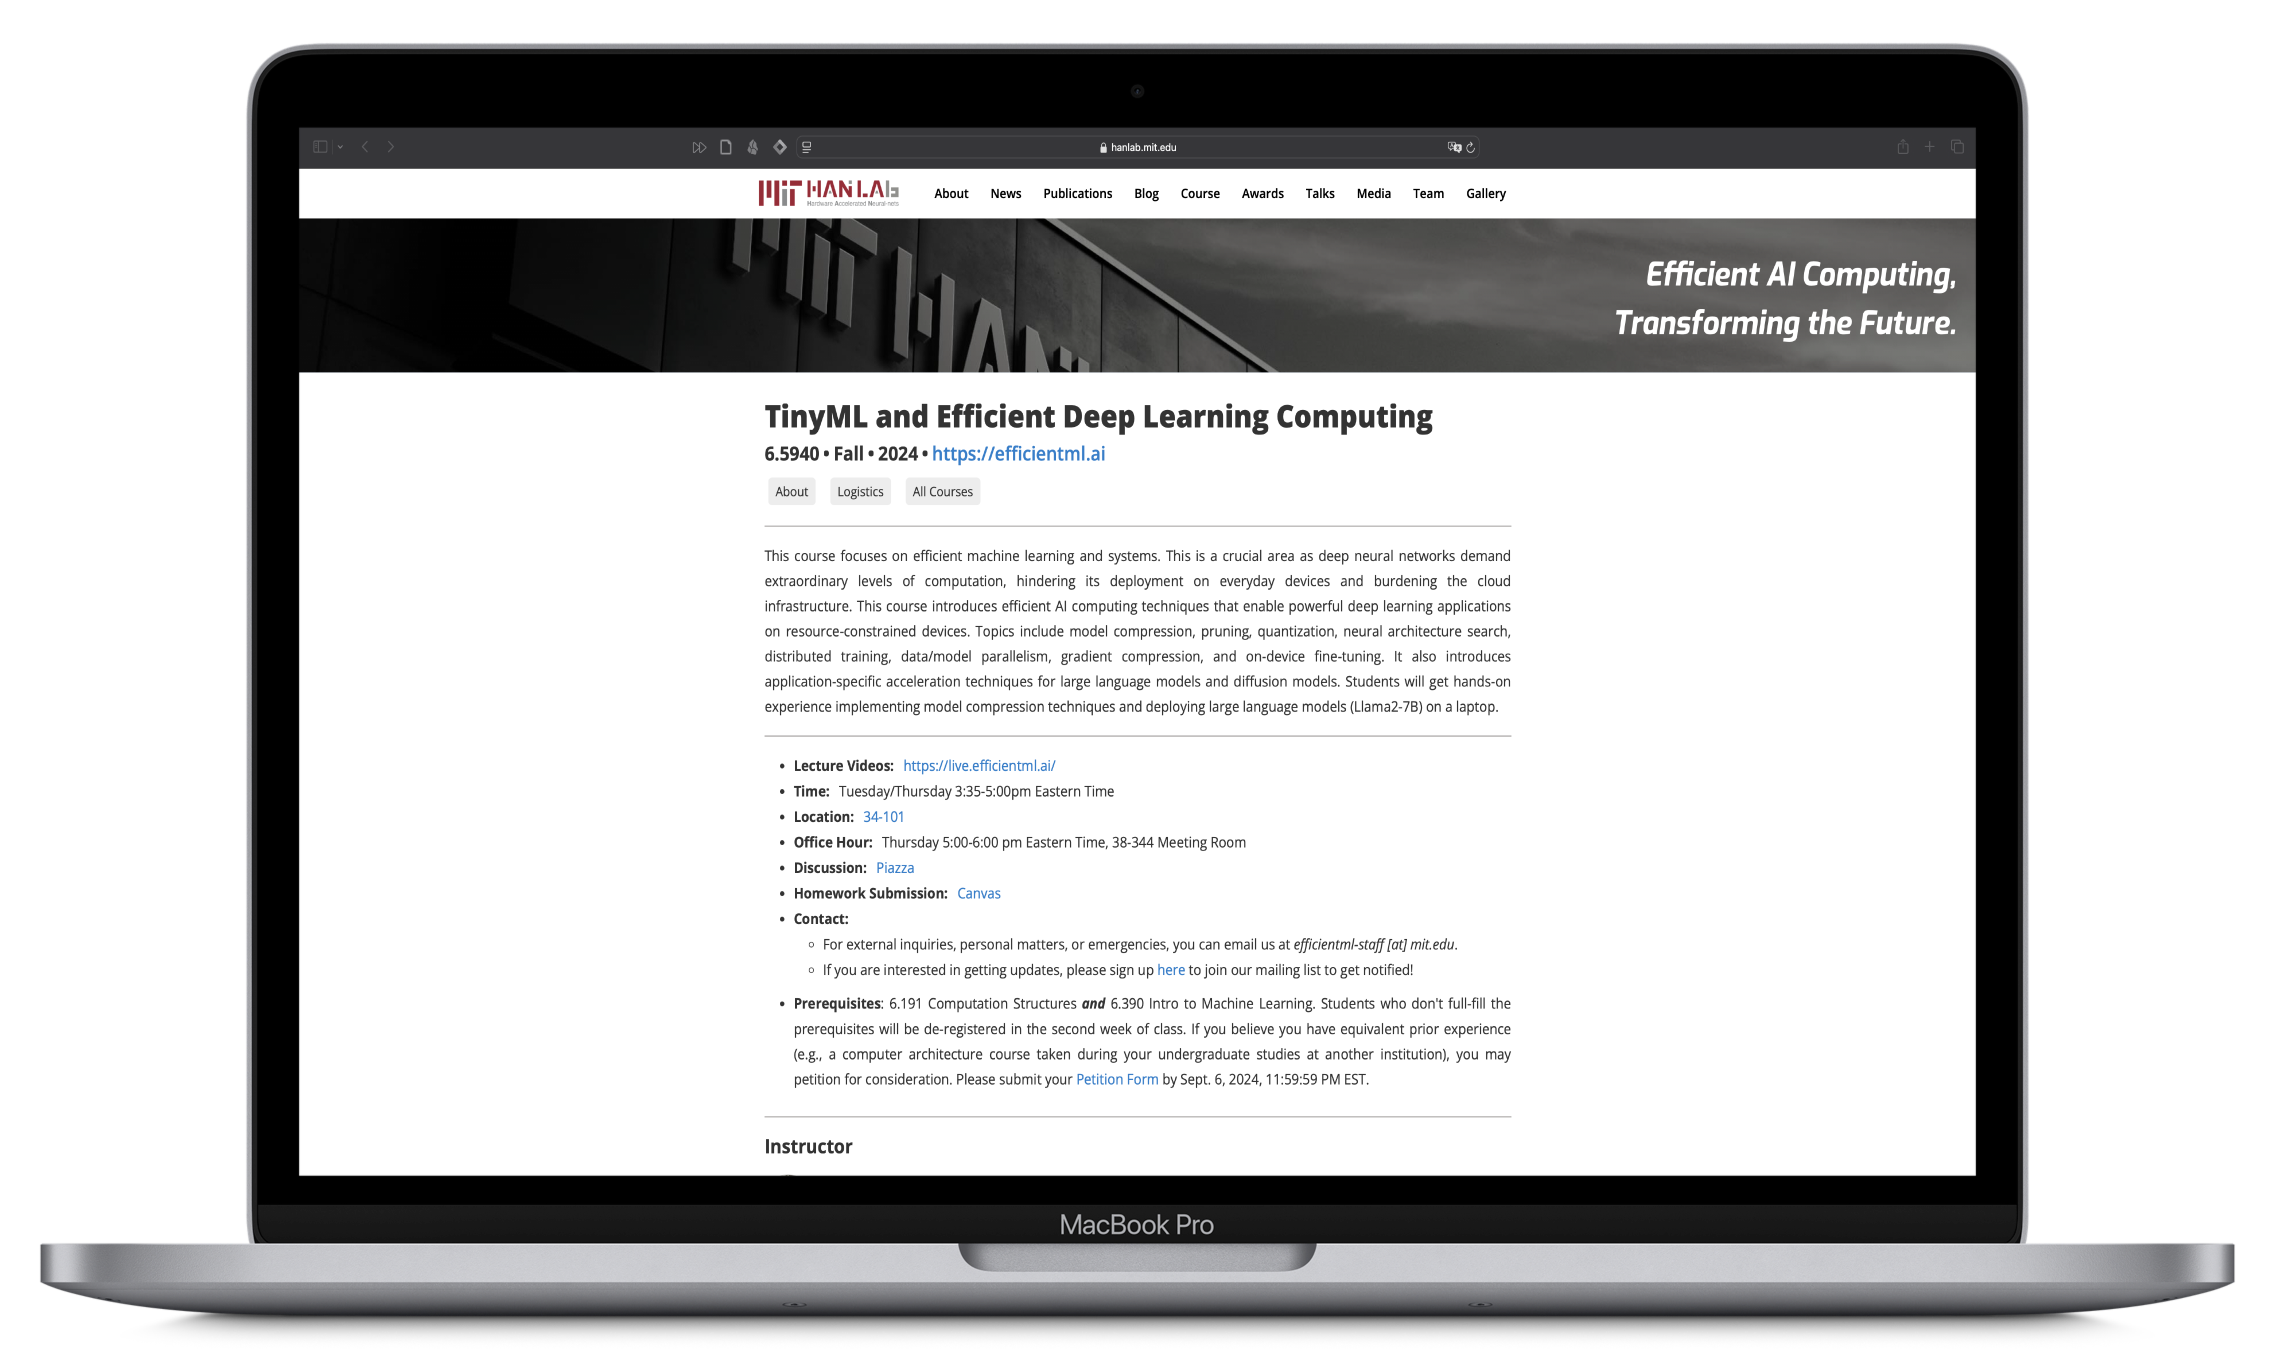 hanlab.mit.edu
MIT HAN LAb
Hardware Accelerated Neural-nets
About News Publications Blog Course Awards Talks Media Team Gallery
MIT HAN
Efficient AI Computing,
Transforming the Future.
TinyML and Efficient Deep Learning Computing
6.5940 • Fall • 2024 • https://efficientml.ai
About Logistics All Courses
This course focuses on efficient machine learning and systems. This is a crucial area as deep neural networks demand
extraordinary levels of computation, hindering its deployment on everyday devices and burdening the cloud
infrastructure. This course introduces efficient AI computing techniques that enable powerful deep learning applications
on resource-constrained devices. Topics include model compression, pruning, quantization, neural architecture search,
distributed training, data/model parallelism, gradient compression, and on-device fine-tuning. It also introduces
application-specific acceleration techniques for large language models and diffusion models. Students will get hands-on
experience implementing model compression techniques and deploying large language models (Llama2-7B) on a laptop.
• Lecture Videos: https://live.efficientml.ai/
• Time: Tuesday/Thursday 3:35-5:00pm Eastern Time
• Location: 34-101
• Office Hour: Thursday 5:00-6:00 pm Eastern Time, 38-344 Meeting Room
• Discussion: Piazza
• Homework Submission: Canvas
• Contact:
◦ For external inquiries, personal matters, or emergencies, you can email us at efficientml-staff [at] mit.edu.
◦ If you are interested in getting updates, please sign up here to join our mailing list to get notified!
• Prerequisites: 6.191 Computation Structures and 6.390 Intro to Machine Learning. Students who don't full-fill the
prerequisites will be de-registered in the second week of class. If you believe you have equivalent prior experience
(e.g., a computer architecture course taken during your undergraduate studies at another institution), you may
petition for consideration. Please submit your Petition Form by Sept. 6, 2024, 11:59:59 PM EST.
Instructor
MacBook Pro